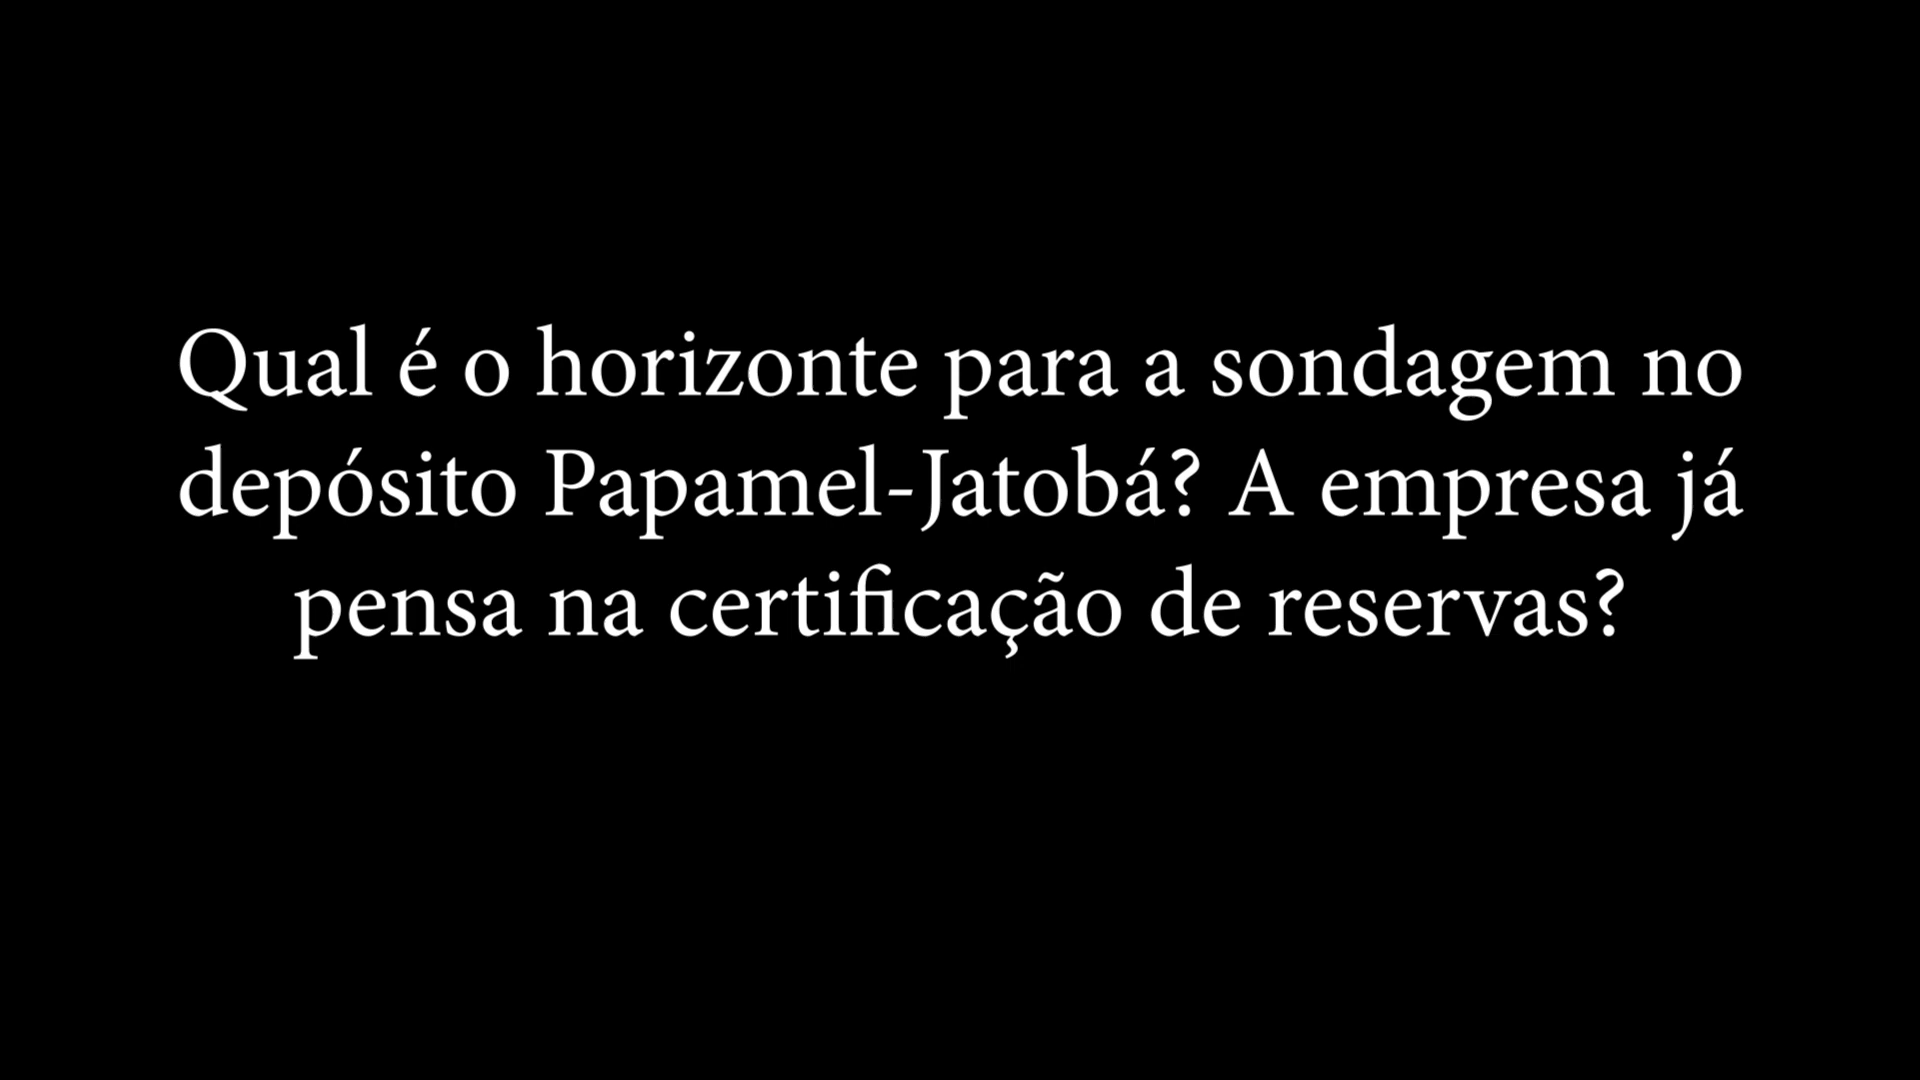 Qual é o horizonte para a sondagem no
depósito Papamel-Jatobá? A empresa já
pensa na certificação de reservas?